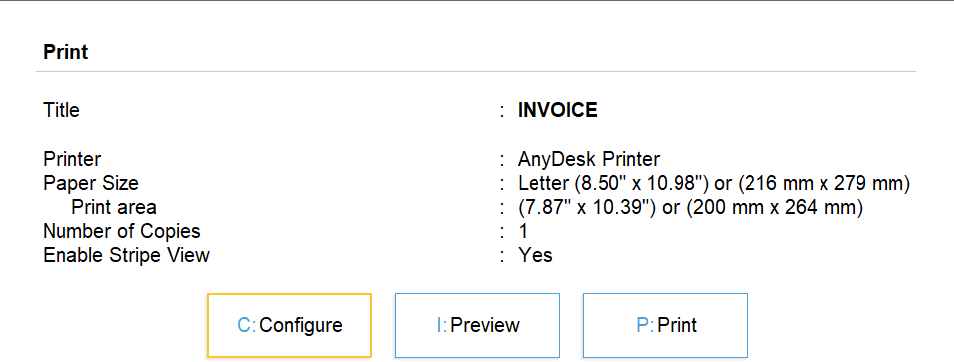 Print
Title : INVOICE
Printer : AnyDesk Printer
Paper Size : Letter (8.50" x 10.98") or (216 mm x 279 mm)
Print area : (7.87" x 10.39") or (200 mm x 264 mm)
Number of Copies : 1
Enable Stripe View : Yes
C: Configure I: Preview P: Print